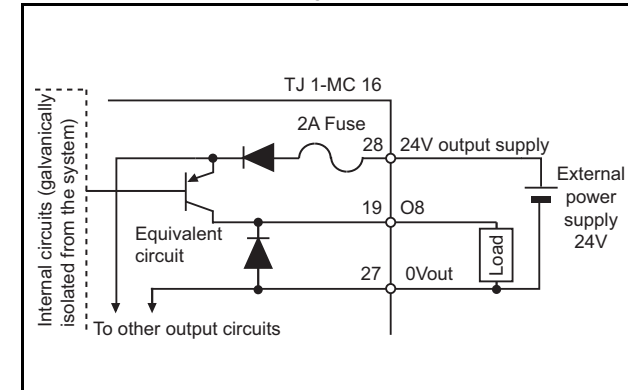 TJ 1-MC 16
Internal circuits (galvanically
isolated from the system)
2A Fuse
28 24V output supply
External
power
supply
24V
19 O8
Equivalent
circuit
Load
27 0Vout
To other output circuits